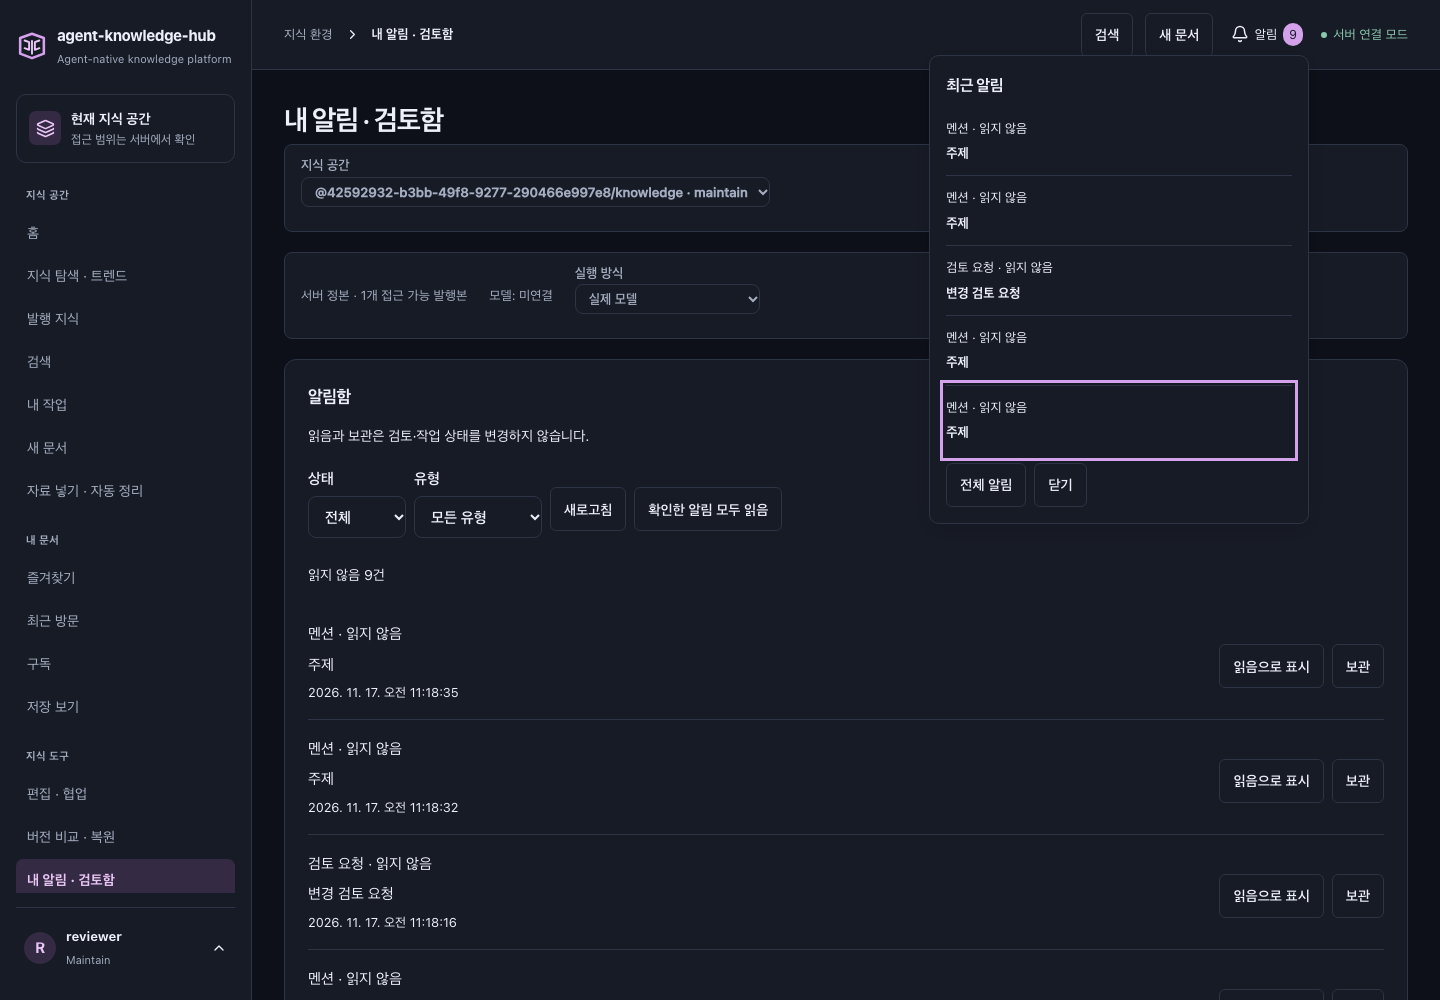 agent-knowledge-hub
Agent-native knowledge platform
현재 지식 공간
접근 범위는 서버에서 확인
지식 공간
홈
지식 탐색 · 트렌드
발행 지식
검색
내 작업
새 문서
자료 넣기 · 자동 정리
내 문서
즐겨찾기
최근 방문
구독
저장 보기
지식 도구
편집 · 협업
버전 비교 · 복원
내 알림 · 검토함
R
reviewer
Maintain
지식 환경
내 알림 · 검토함
검색
새 문서
알림 9
서버 연결 모드
내 알림 · 검토함
지식 공간
@42592932-b3bb-49f8-9277-290466e997e8/knowledge · maintain
서버 정본 · 1개 접근 가능 발행본
모델: 미연결
실행 방식
실제 모델
최근 알림
멘션 · 읽지 않음
주제
멘션 · 읽지 않음
주제
검토 요청 · 읽지 않음
변경 검토 요청
멘션 · 읽지 않음
주제
멘션 · 읽지 않음
주제
전체 알림
닫기
알림함
읽음과 보관은 검토·작업 상태를 변경하지 않습니다.
상태
전체
유형
모든 유형
새로고침
확인한 알림 모두 읽음
읽지 않음 9건
멘션 · 읽지 않음
주제
2026. 11. 17. 오전 11:18:35
읽음으로 표시
보관
멘션 · 읽지 않음
주제
2026. 11. 17. 오전 11:18:32
읽음으로 표시
보관
검토 요청 · 읽지 않음
변경 검토 요청
2026. 11. 17. 오전 11:18:16
읽음으로 표시
보관
멘션 · 읽지 않음